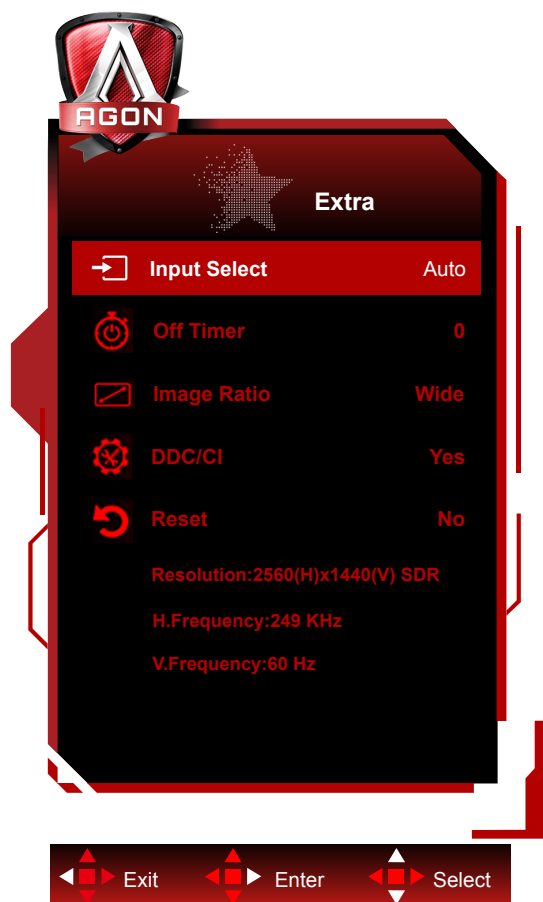 AGON
Extra
Input Select Auto
Off Timer 0
Image Ratio Wide
DDC/CI Yes
Reset No
Resolution:2560(H)x1440(V) SDR
H.Frequency:249 KHz
V.Frequency:60 Hz
Exit Enter Select